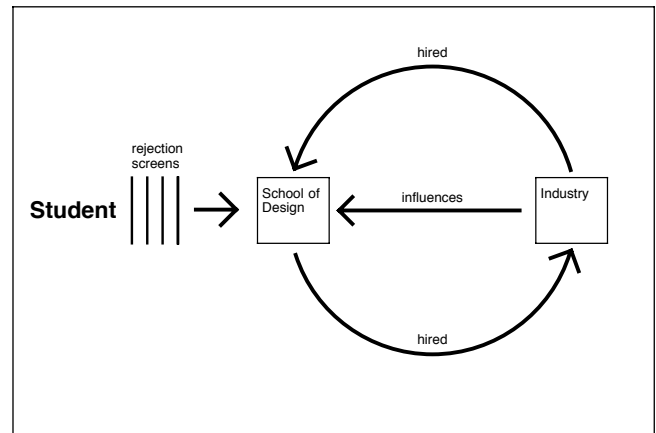 hired
rejection
screens
Student
School of
Design
influences
Industry
hired